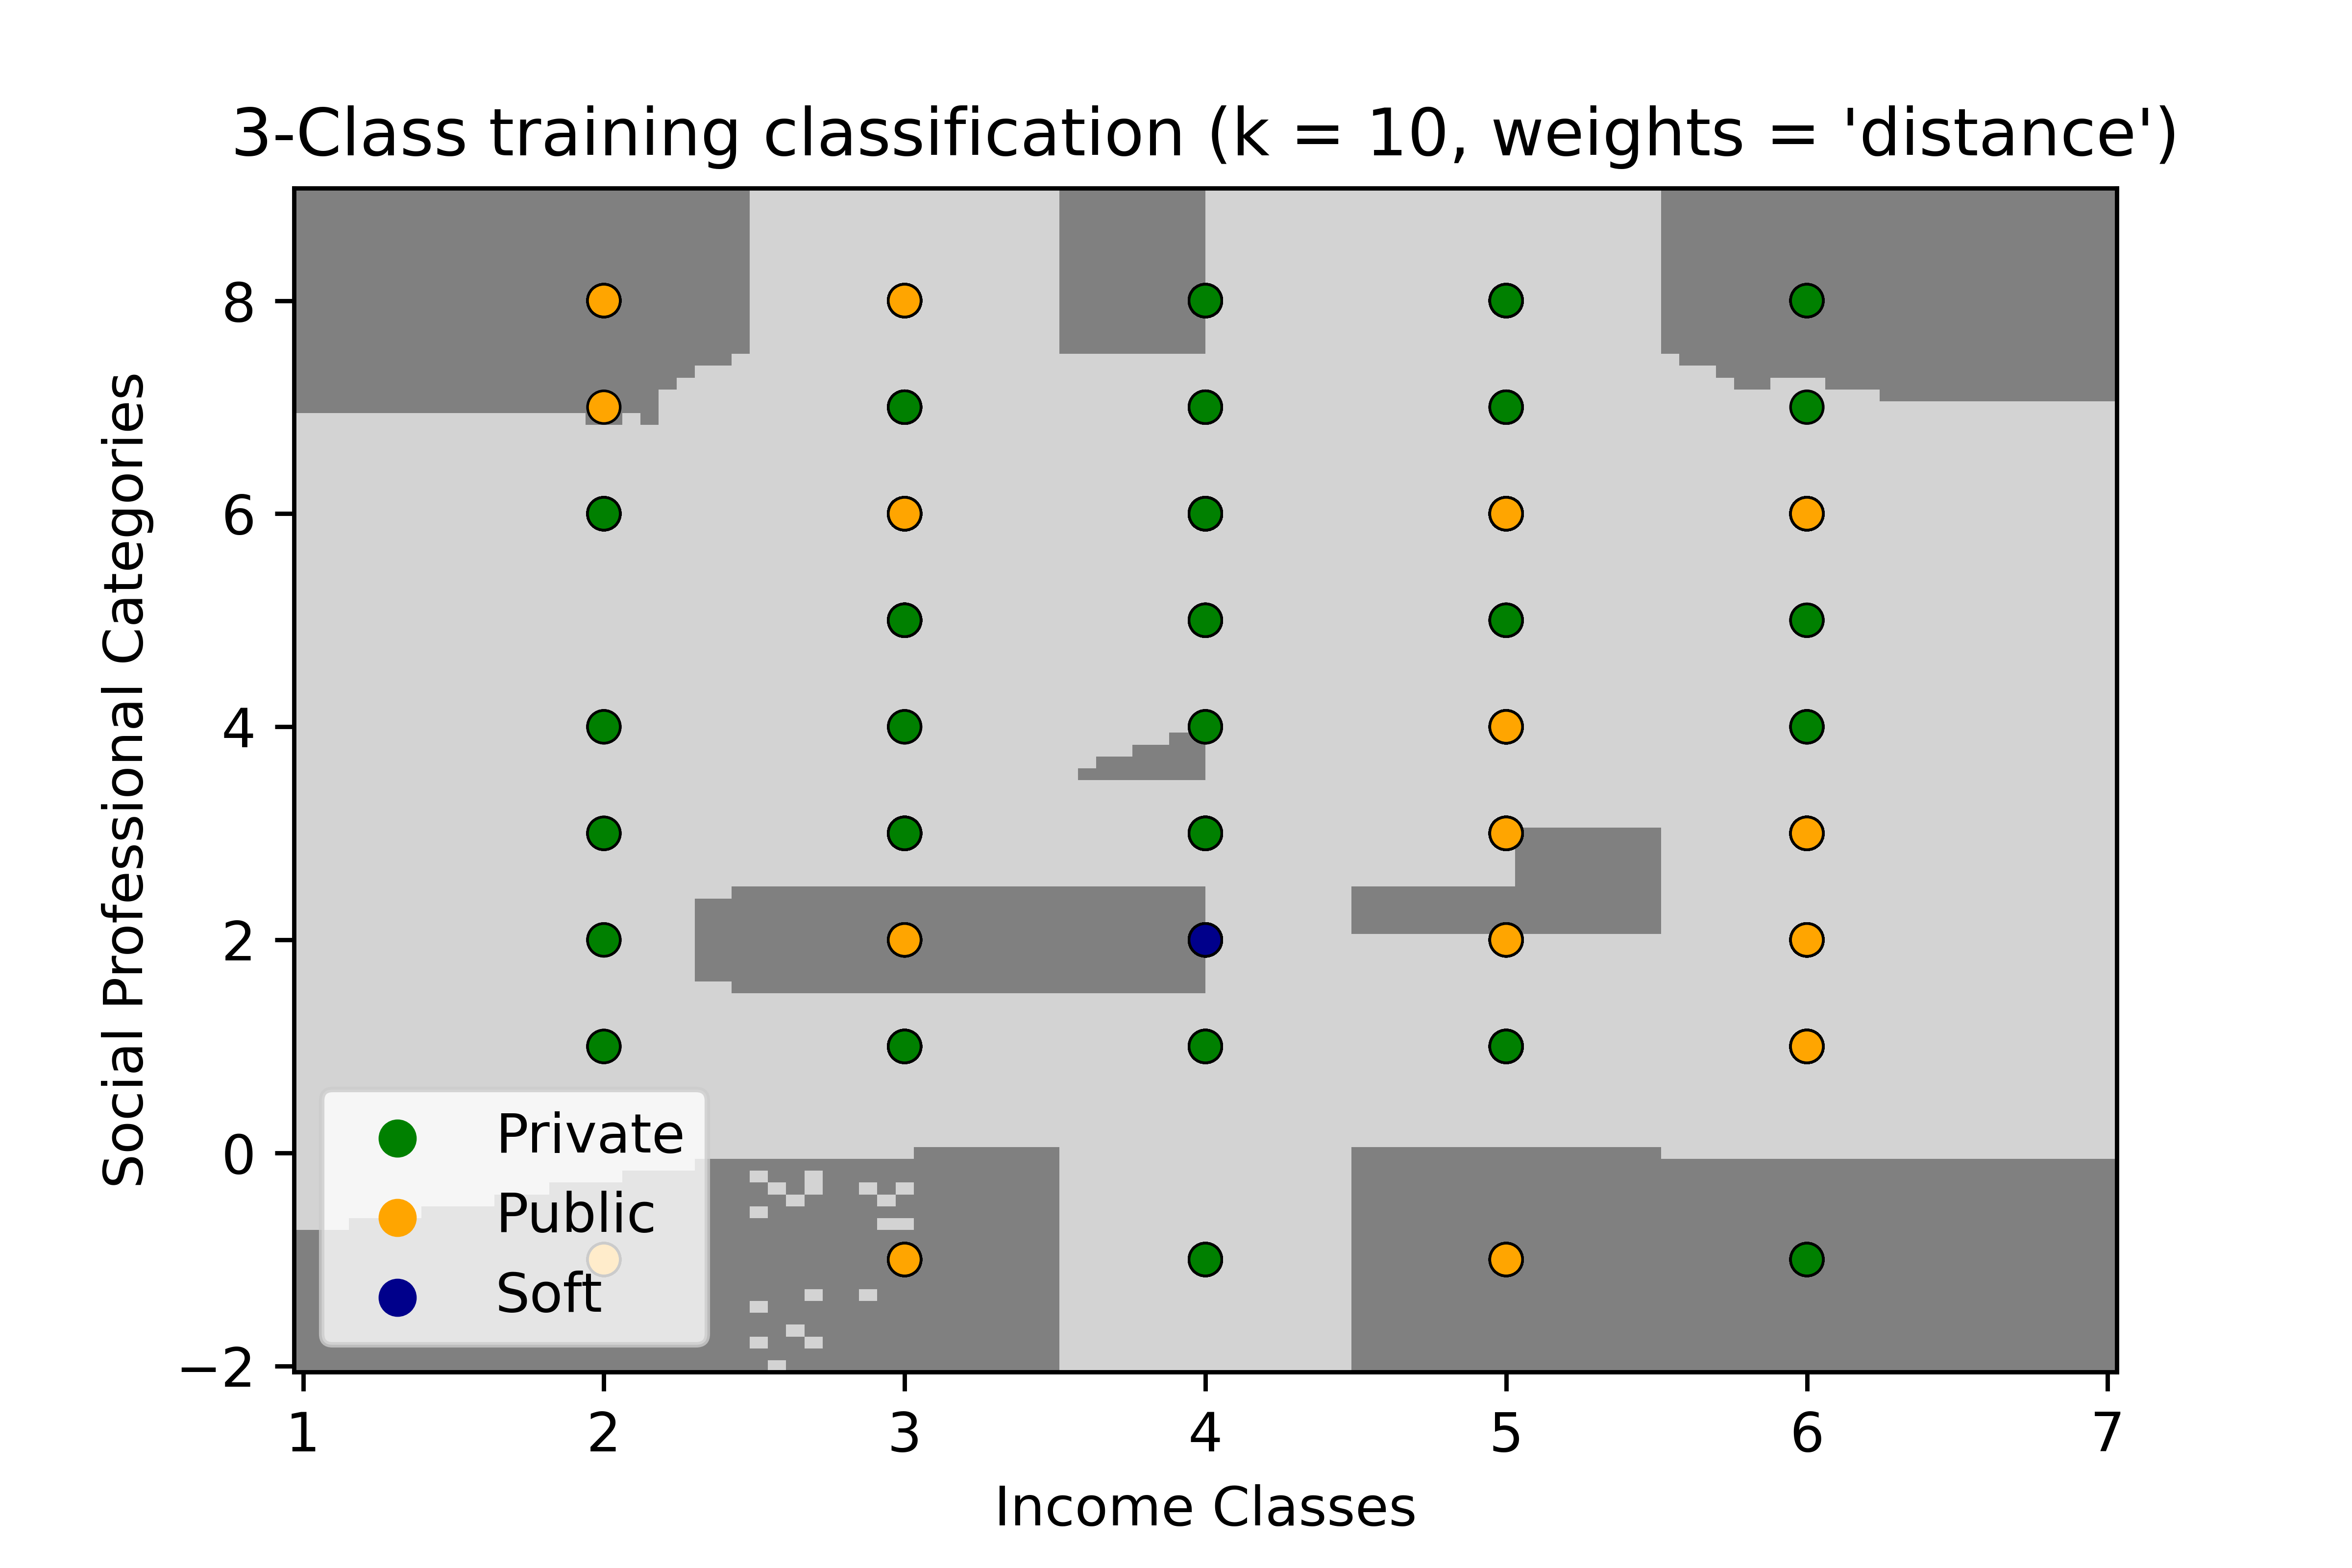 3-Class training classification (k = 10, weights = 'distance')
Social Professional Categories
8
6
4
2
0
−2
Private
Public
Soft
1 2 3 4 5 6 7
Income Classes